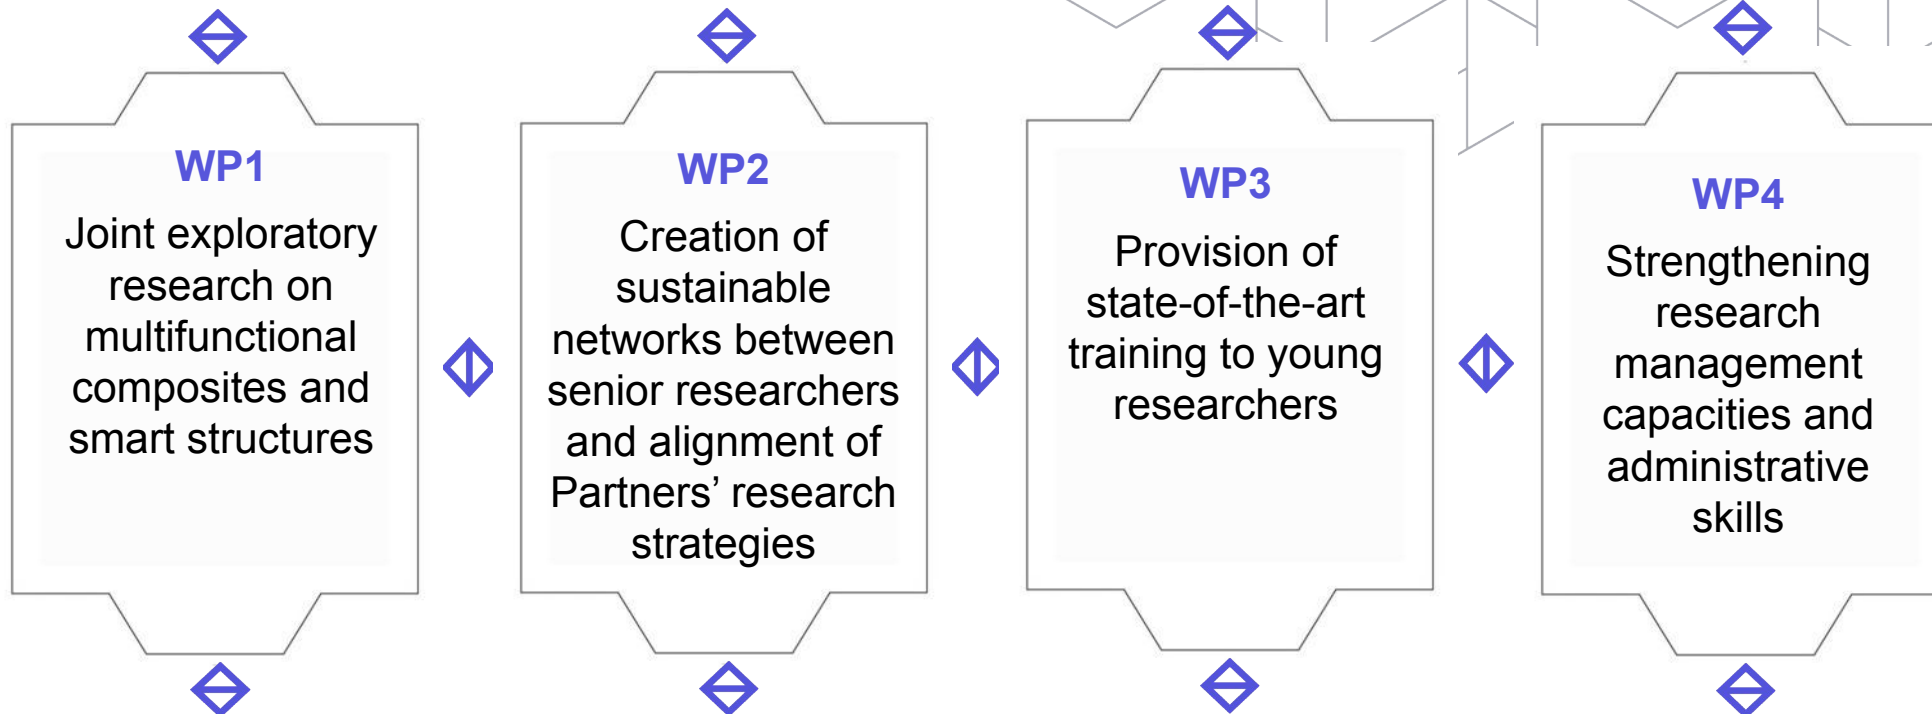 WP1
Joint exploratory
research on
multifunctional
composites and
smart structures
WP2
Creation of
sustainable
networks between
senior researchers
and alignment of
Partners’ research
strategies
WP3
Provision of
state-of-the-art
training to young
researchers
WP4
Strengthening
research
management
capacities and
administrative
skills